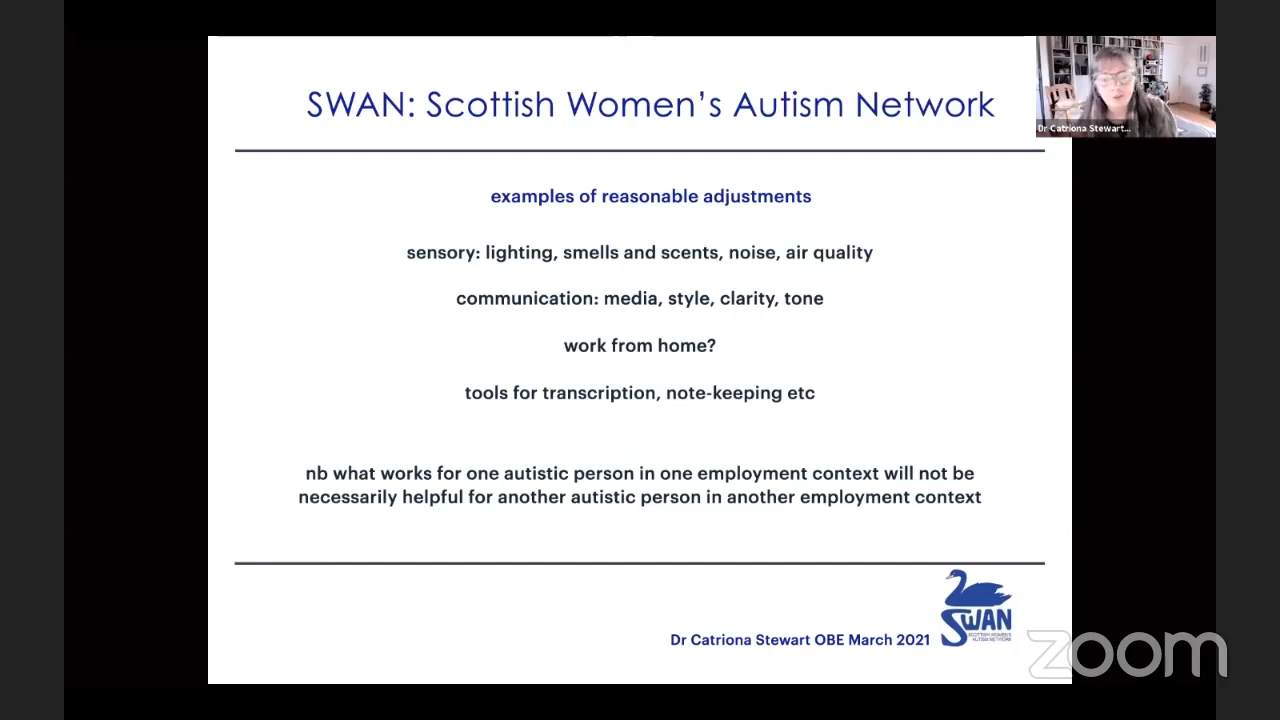 SWAN: Scottish Women's Autism Network
Dr Catriona Stewart...
examples of reasonable adjustments
sensory: lighting, smells and scents, noise, air quality
communication: media, style, clarity, tone
work from home?
tools for transcription, note-keeping etc
nb what works for one autistic person in one employment context will not be
necessarily helpful for another autistic person in another employment context
SWAN
SCOTTISH WOMEN'S
AUTISM NETWORK
Dr Catriona Stewart OBE March 2021
zoom